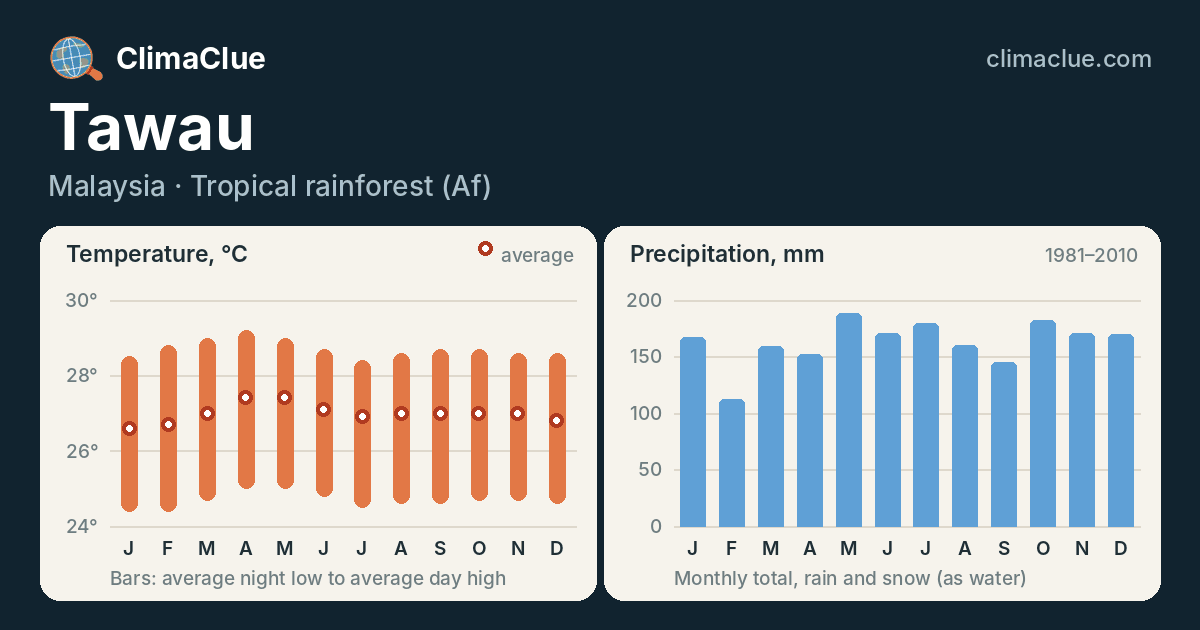 ClimaClue
climaclue.com
Tawau
Malaysia · Tropical rainforest (Af)
Temperature, °C
average
30°
28°
26°
24°
J F M A M J J A S O N D
Bars: average night low to average day high
Precipitation, mm
1981–2010
200
150
100
50
0
J F M A M J J A S O N D
Monthly total, rain and snow (as water)